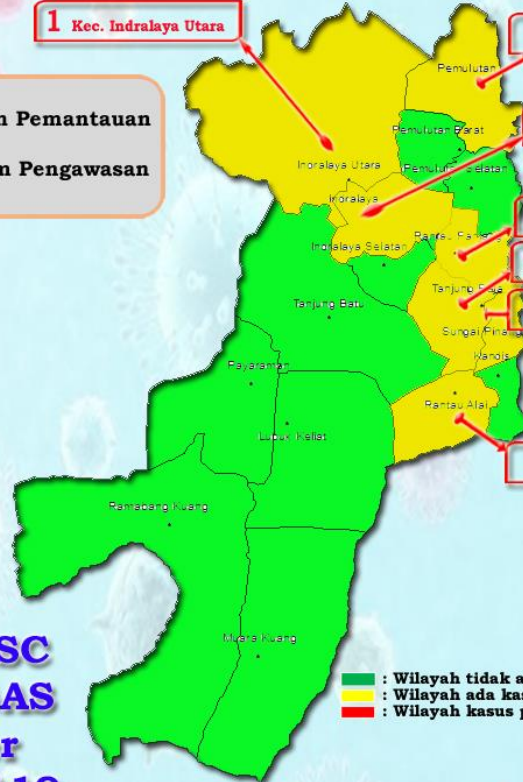 1 Kec. Indralaya Utara
n Pemantauan
n Pengawasan
Pemulutan
Pemulutan Barat
Indralaya Utara
Pemulutan Selatan
Indralaya
Rantau
Indralaya Selatan
Tanjung
Tanjung Batu
Sungai
Kandis
Payaraman
Rantau Alai
Lubuk Keliat
Rambang Kuang
Muara Kuang
SC
AS
r
: Wilayah tidak a
: Wilayah ada kas
: Wilayah kasus p